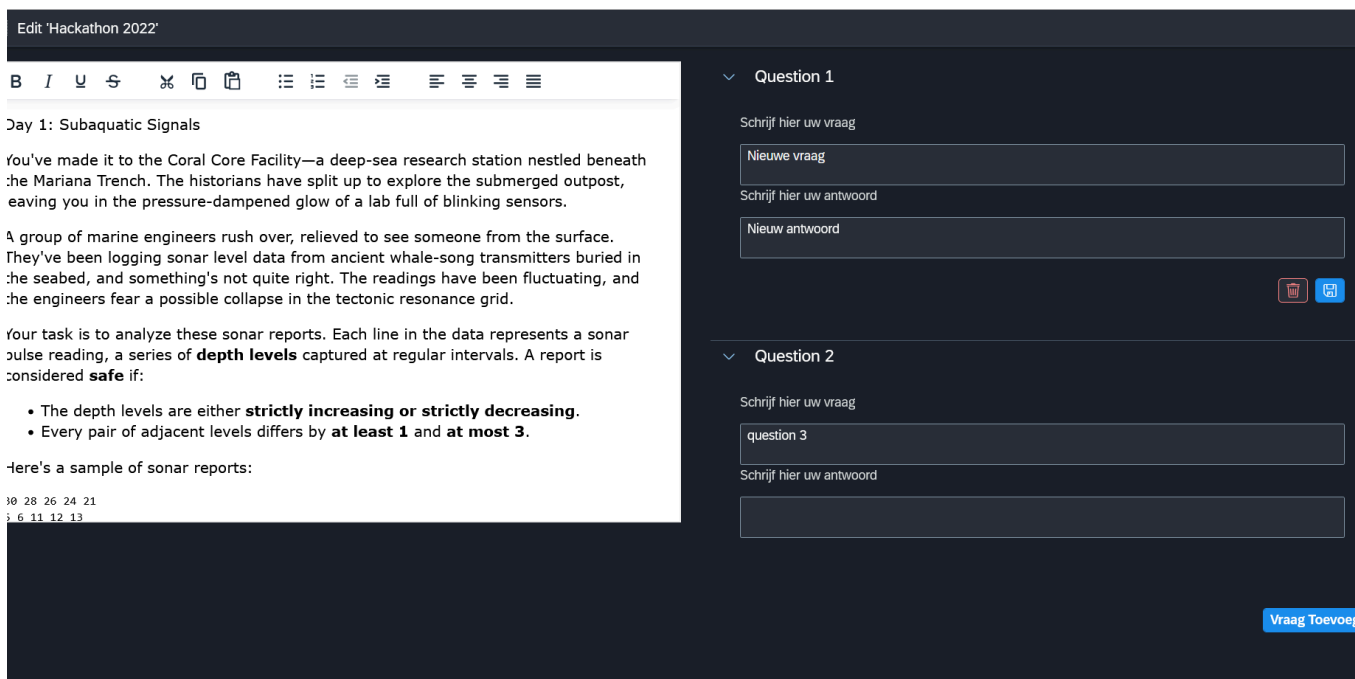 Edit 'Hackathon 2022'
B I U S
Day 1: Subaquatic Signals
You've made it to the Coral Core Facility—a deep-sea research station nestled beneath
the Mariana Trench. The historians have split up to explore the submerged outpost,
leaving you in the pressure-dampened glow of a lab full of blinking sensors.
A group of marine engineers rush over, relieved to see someone from the surface.
They've been logging sonar level data from ancient whale-song transmitters buried in
the seabed, and something's not quite right. The readings have been fluctuating, and
the engineers fear a possible collapse in the tectonic resonance grid.
Your task is to analyze these sonar reports. Each line in the data represents a sonar
pulse reading, a series of depth levels captured at regular intervals. A report is
considered safe if:
• The depth levels are either strictly increasing or strictly decreasing.
• Every pair of adjacent levels differs by at least 1 and at most 3.
Here's a sample of sonar reports:
30 28 26 24 21
6 11 12 13
Question 1
Schrijf hier uw vraag
Nieuwe vraag
Schrijf hier uw antwoord
Nieuw antwoord
Question 2
Schrijf hier uw vraag
question 3
Schrijf hier uw antwoord
Vraag Toevoeg